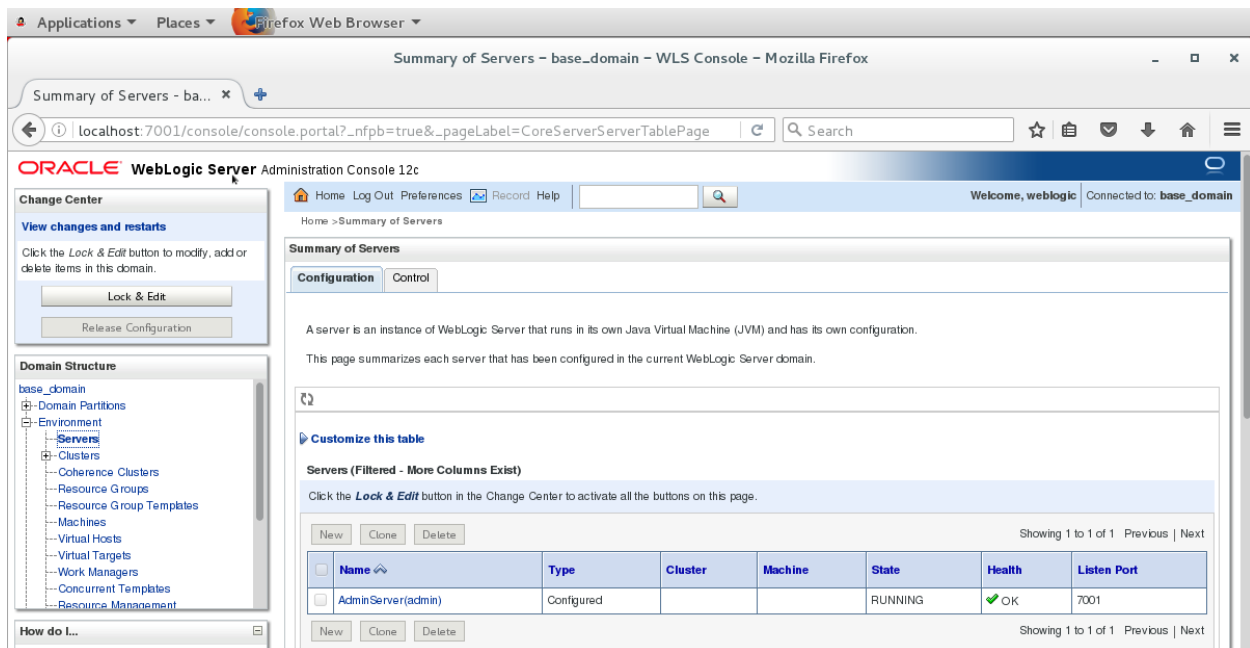 Applications Places Firefox Web Browser
Summary of Servers - base_domain - WLS Console - Mozilla Firefox
Summary of Servers - ba...
localhost:7001/console/console.portal?_nfpb=true&_pageLabel=CoreServerServerTablePage
Search
ORACLE WebLogic Server Administration Console 12c
Change Center
View changes and restarts
Click the Lock & Edit button to modify, add or
delete items in this domain.
Lock & Edit
Release Configuration
Domain Structure
base_domain
Domain Partitions
Environment
Servers
Clusters
Coherence Clusters
Resource Groups
Resource Group Templates
Machines
Virtual Hosts
Virtual Targets
Work Managers
Concurrent Templates
Resource Management
How do I...
Home Log Out Preferences Record Help
Welcome, weblogic Connected to: base_domain
Home >Summary of Servers
Summary of Servers
Configuration Control
A server is an instance of WebLogic Server that runs in its own Java Virtual Machine (JVM) and has its own configuration.
This page summarizes each server that has been configured in the current WebLogic Server domain.
Customize this table
Servers (Filtered - More Columns Exist)
Click the Lock & Edit button in the Change Center to activate all the buttons on this page.
New Clone Delete Showing 1 to 1 of 1 Previous | Next
Name Type Cluster Machine State Health Listen Port
AdminServer(admin) Configured RUNNING OK 7001
New Clone Delete Showing 1 to 1 of 1 Previous | Next